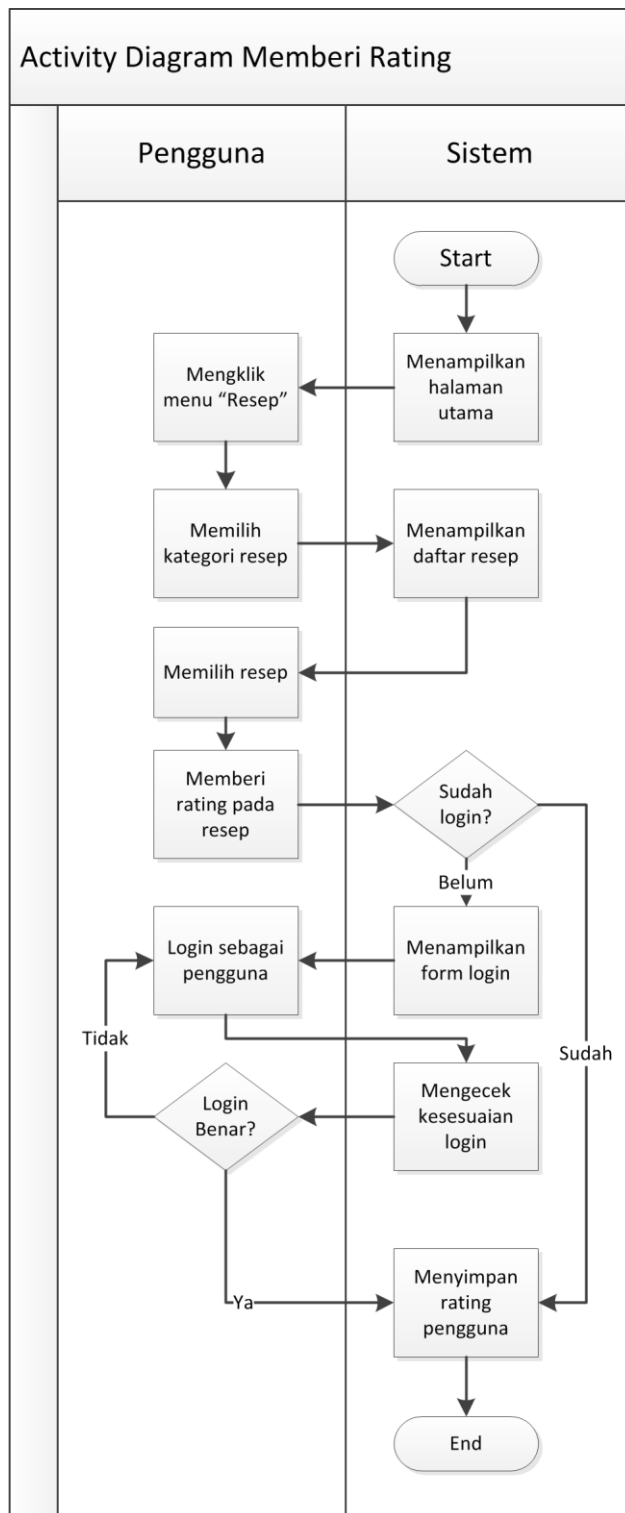 Activity Diagram Memberi Rating
Pengguna
Sistem
Start
Menampilkan
halaman
utama
Mengklik
menu “Resep”
Memilih
kategori resep
Menampilkan
daftar resep
Memilih resep
Memberi
rating pada
resep
Sudah
login?
Belum
Login sebagai
pengguna
Menampilkan
form login
Tidak
Sudah
Login
Benar?
Mengecek
kesesuaian
login
Ya
Menyimpan
rating
pengguna
End